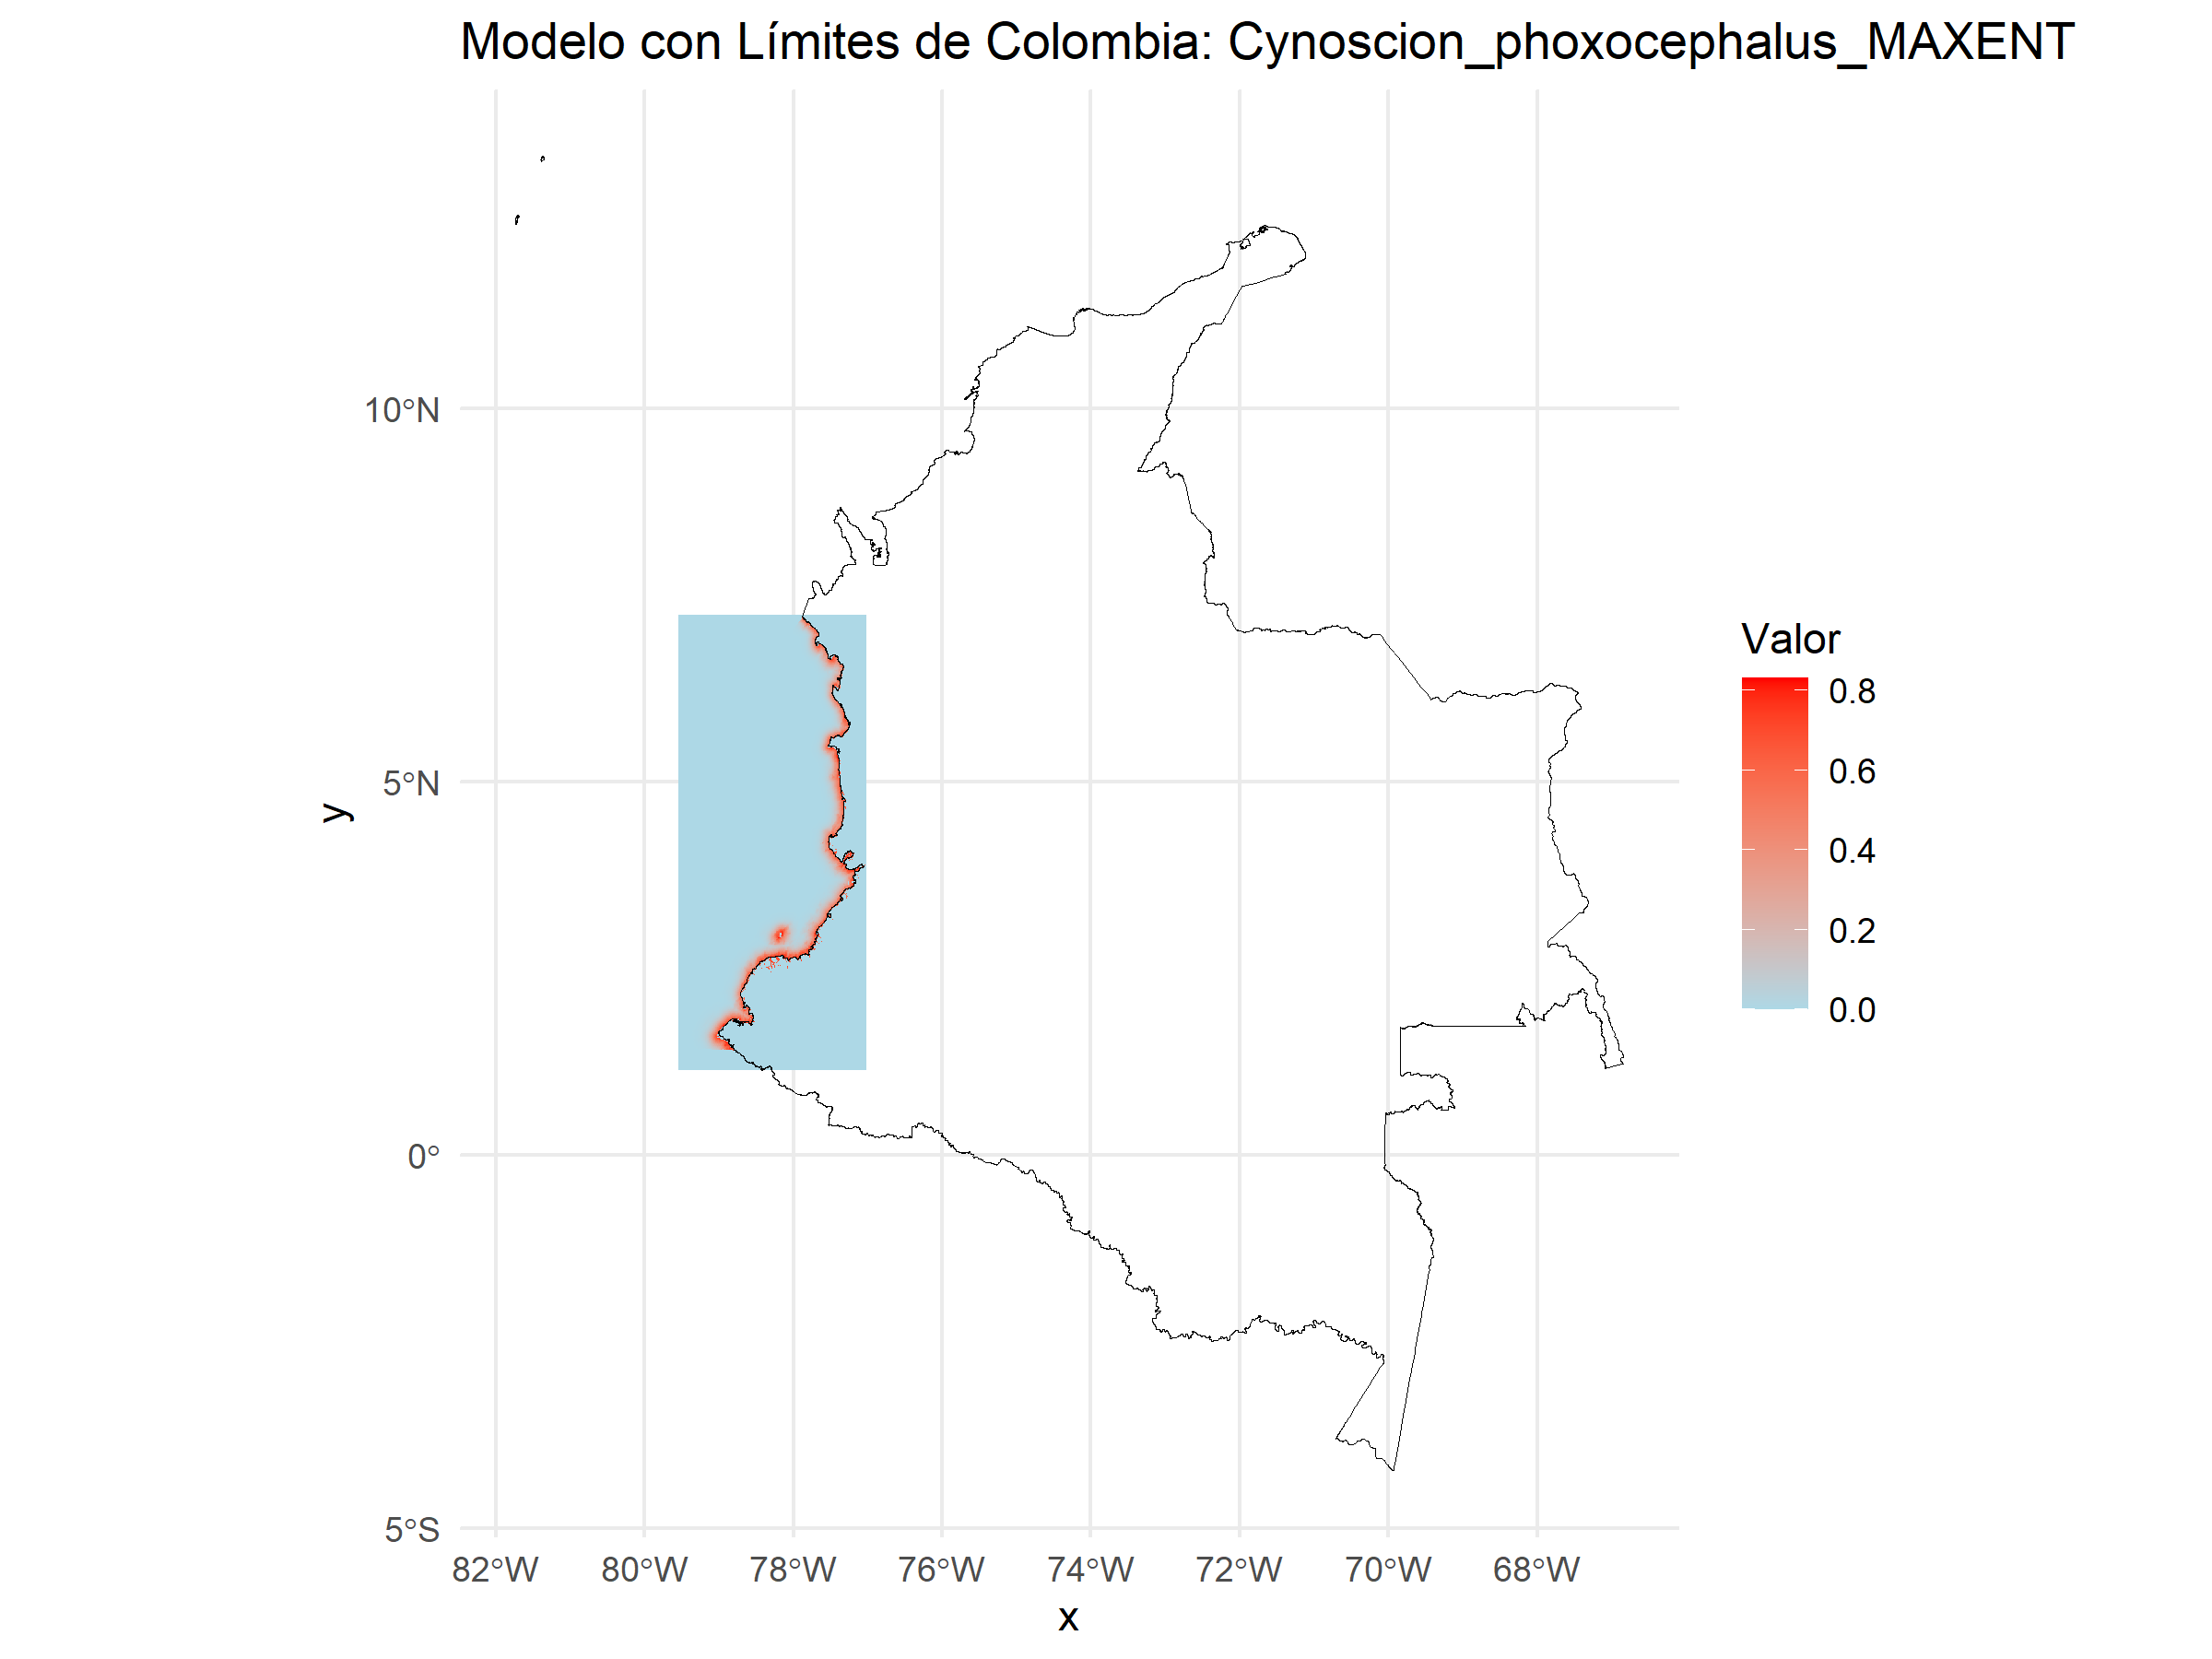 Modelo con Límites de Colombia: Cynoscion_phoxocephalus_MAXENT
10°N
5°N
0°
5°S
y
82°W 80°W 78°W 76°W 74°W 72°W 70°W 68°W
x
Valor
0.8
0.6
0.4
0.2
0.0